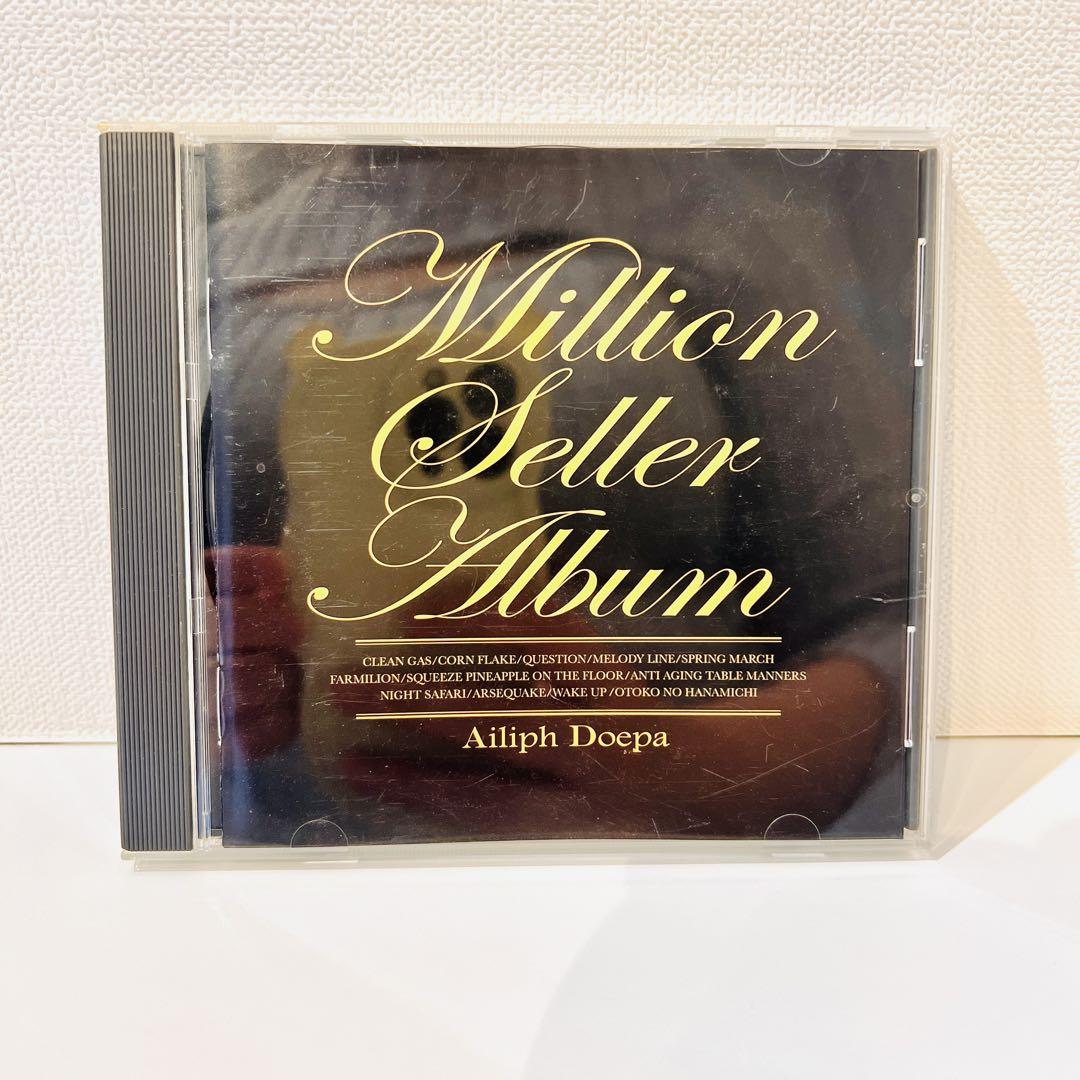 Million
Seller
Album
CLEAN GAS/CORN FLAKE/QUESTION/MELODY LINE/SPRING MARCH
FARMILION/SQUEEZE PINEAPPLE ON THE FLOOR/ANTI AGING TABLE MANNERS
NIGHT SAFARI/ARSEQUAKE/WAKE UP /OTOKO NO HANAMICHI
Ailiph Doepa